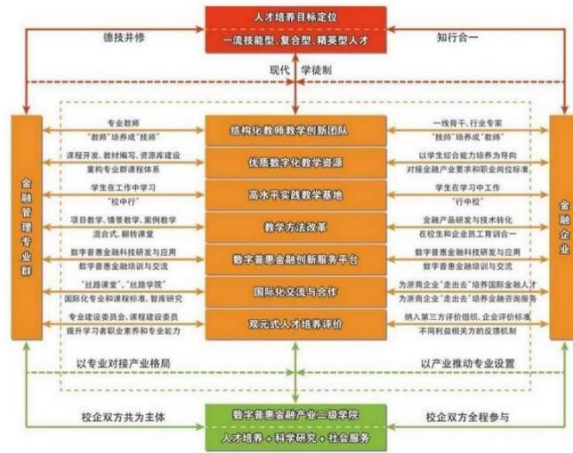 人才培养目标定位
一流技能型、复合型、精英型人才
德技并修
知行合一
现代 学徒制
金融管理专业群
金融企业
专业教师
"教师"培养成"技师"
结构化教师教学创新团队
一线骨干、行业专家
"技师"培养成"教师"
课程开发、教材编写、资源库建设
重构专业群课程体系
优质数字化教学资源
以学生综合能力培养为导向
对接金融产业要求和职业岗位标准
学生在工作中学习
"校中行"
高水平实践教学基地
学生在学习中工作
"行中校"
项目教学、情景教学、案例教学
混合式、翻转课堂
教学方法改革
金融产品研发与技术转化
在校生和企业员工育训合一
数字普惠金融科技研发与应用
数字普惠金融培训与交流
数字普惠金融创新服务平台
数字普惠金融科技研发与应用
数字普惠金融培训与交流
"丝路课堂"、"丝路学院"
国际化专业和课程标准、智库研究
国际化交流与合作
为浙商企业"走出去"培养国际金融人才
为浙商企业"走出去"培养金融咨询服务
专业建设委员会、课程建设委员
提升学习者职业素养和专业能力
双元式人才培养评价
纳入第三方评价组织、企业评价标准
不同利益相关方的反馈机制
以专业对接产业格局
以产业推动专业设置
校企双方共为主体
校企双方全程参与
数字普惠金融产业二级学院
人才培养+科学研究+社会服务